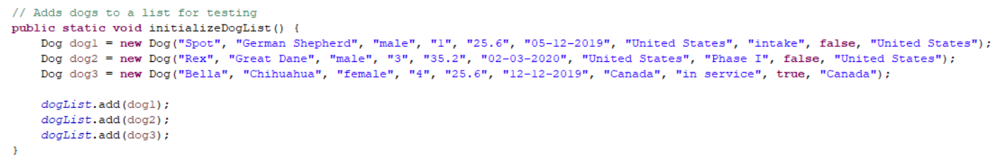 // Adds dogs to a list for testing
public static void initializeDogList() {
    Dog dog1 = new Dog("Spot", "German Shepherd", "male", "1", "25.6", "05-12-2019", "United States", "intake", false, "United States");
    Dog dog2 = new Dog("Rex", "Great Dane", "male", "3", "35.2", "02-03-2020", "United States", "Phase I", false, "United States");
    Dog dog3 = new Dog("Bella", "Chihuahua", "female", "4", "25.6", "12-12-2019", "Canada", "in service", true, "Canada");

    dogList.add(dog1);
    dogList.add(dog2);
    dogList.add(dog3);
}